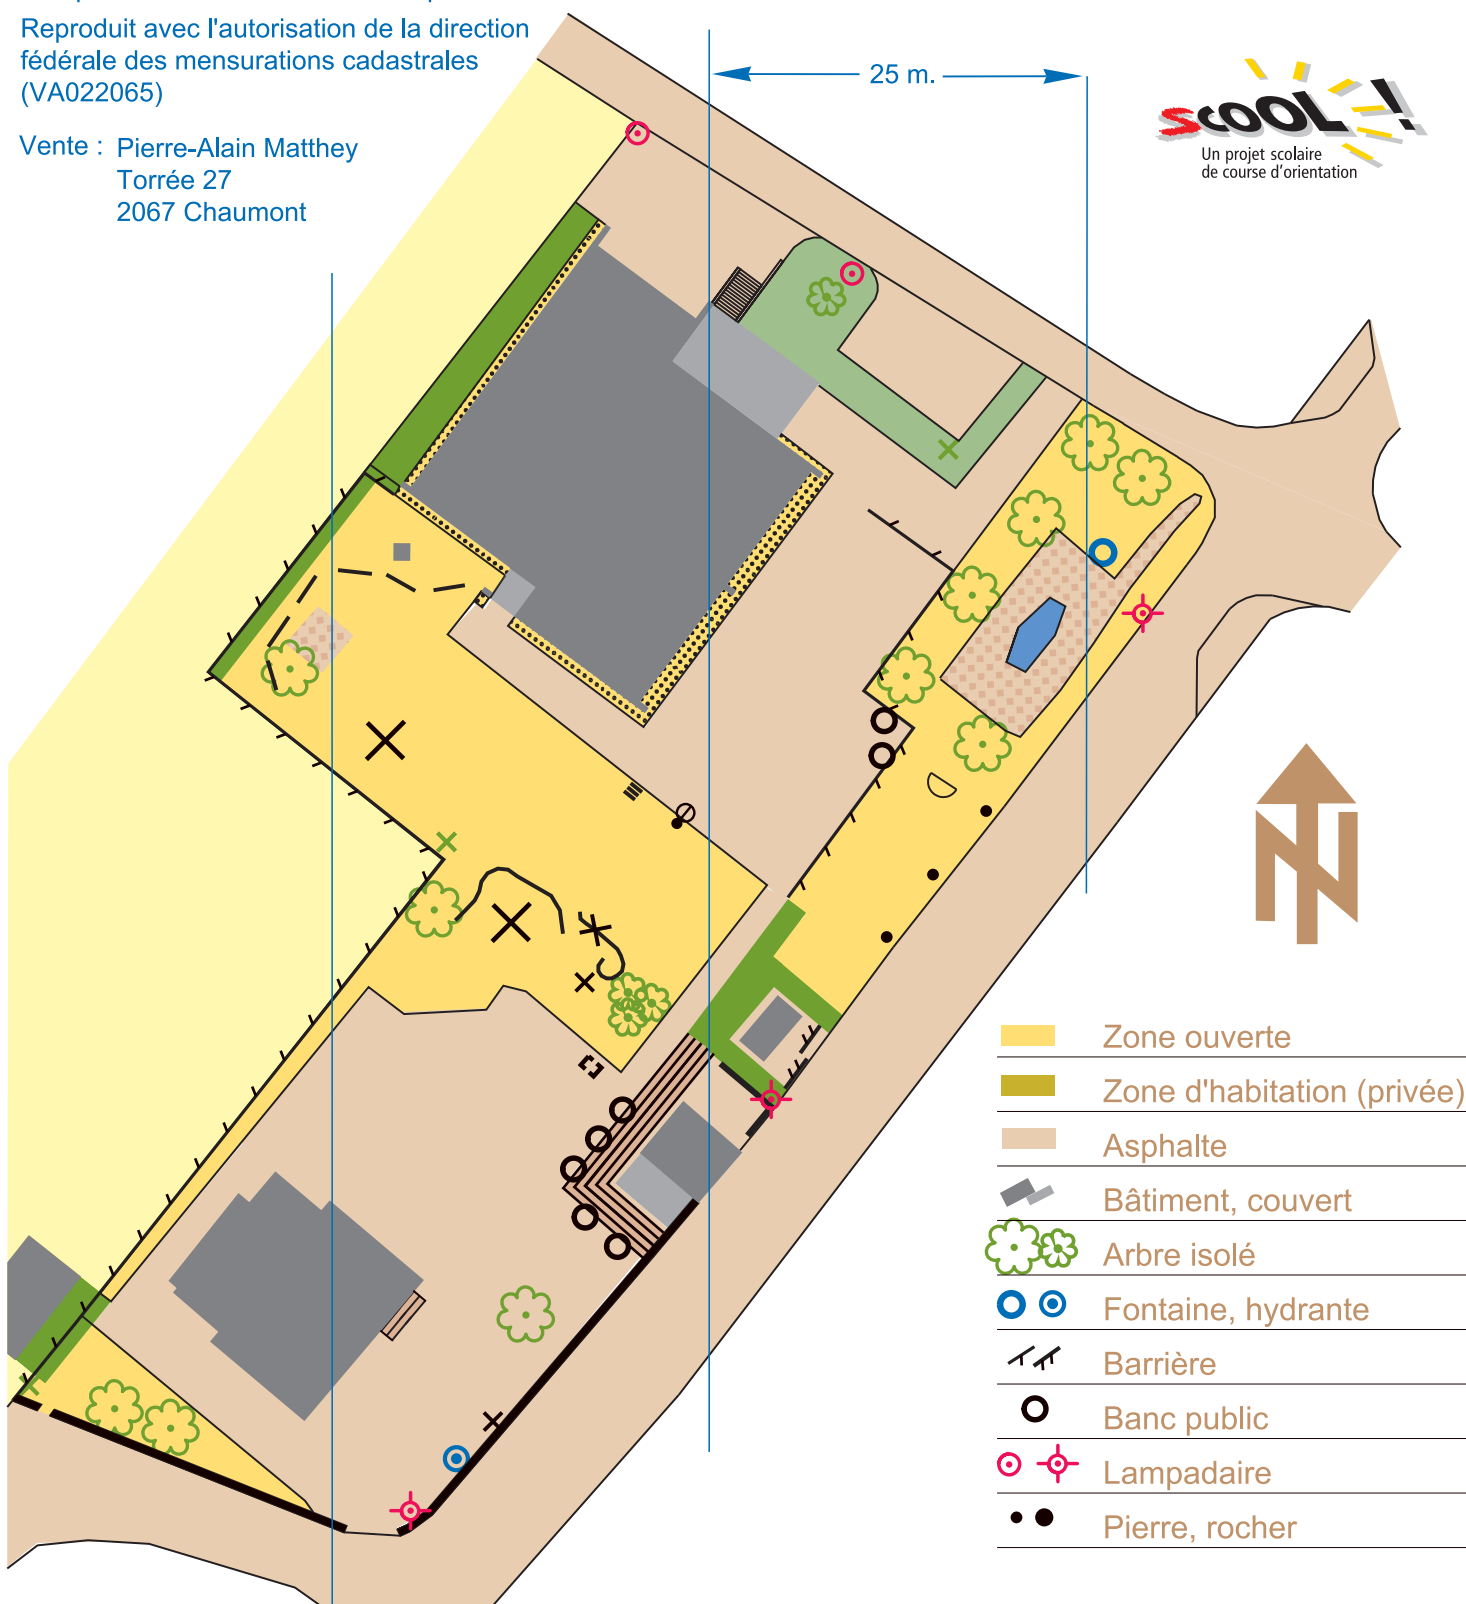 Reproduit avec l'autorisation de la direction
fédérale des mensurations cadastrales
(VA022065)
Vente : Pierre-Alain Matthey
Torrée 27
2067 Chaumont
25 m.
sCOOL !
Un projet scolaire
de course d'orientation
N
Zone ouverte
Zone d'habitation (privée)
Asphalte
Bâtiment, couvert
Arbre isolé
Fontaine, hydrante
Barrière
Banc public
Lampadaire
Pierre, rocher